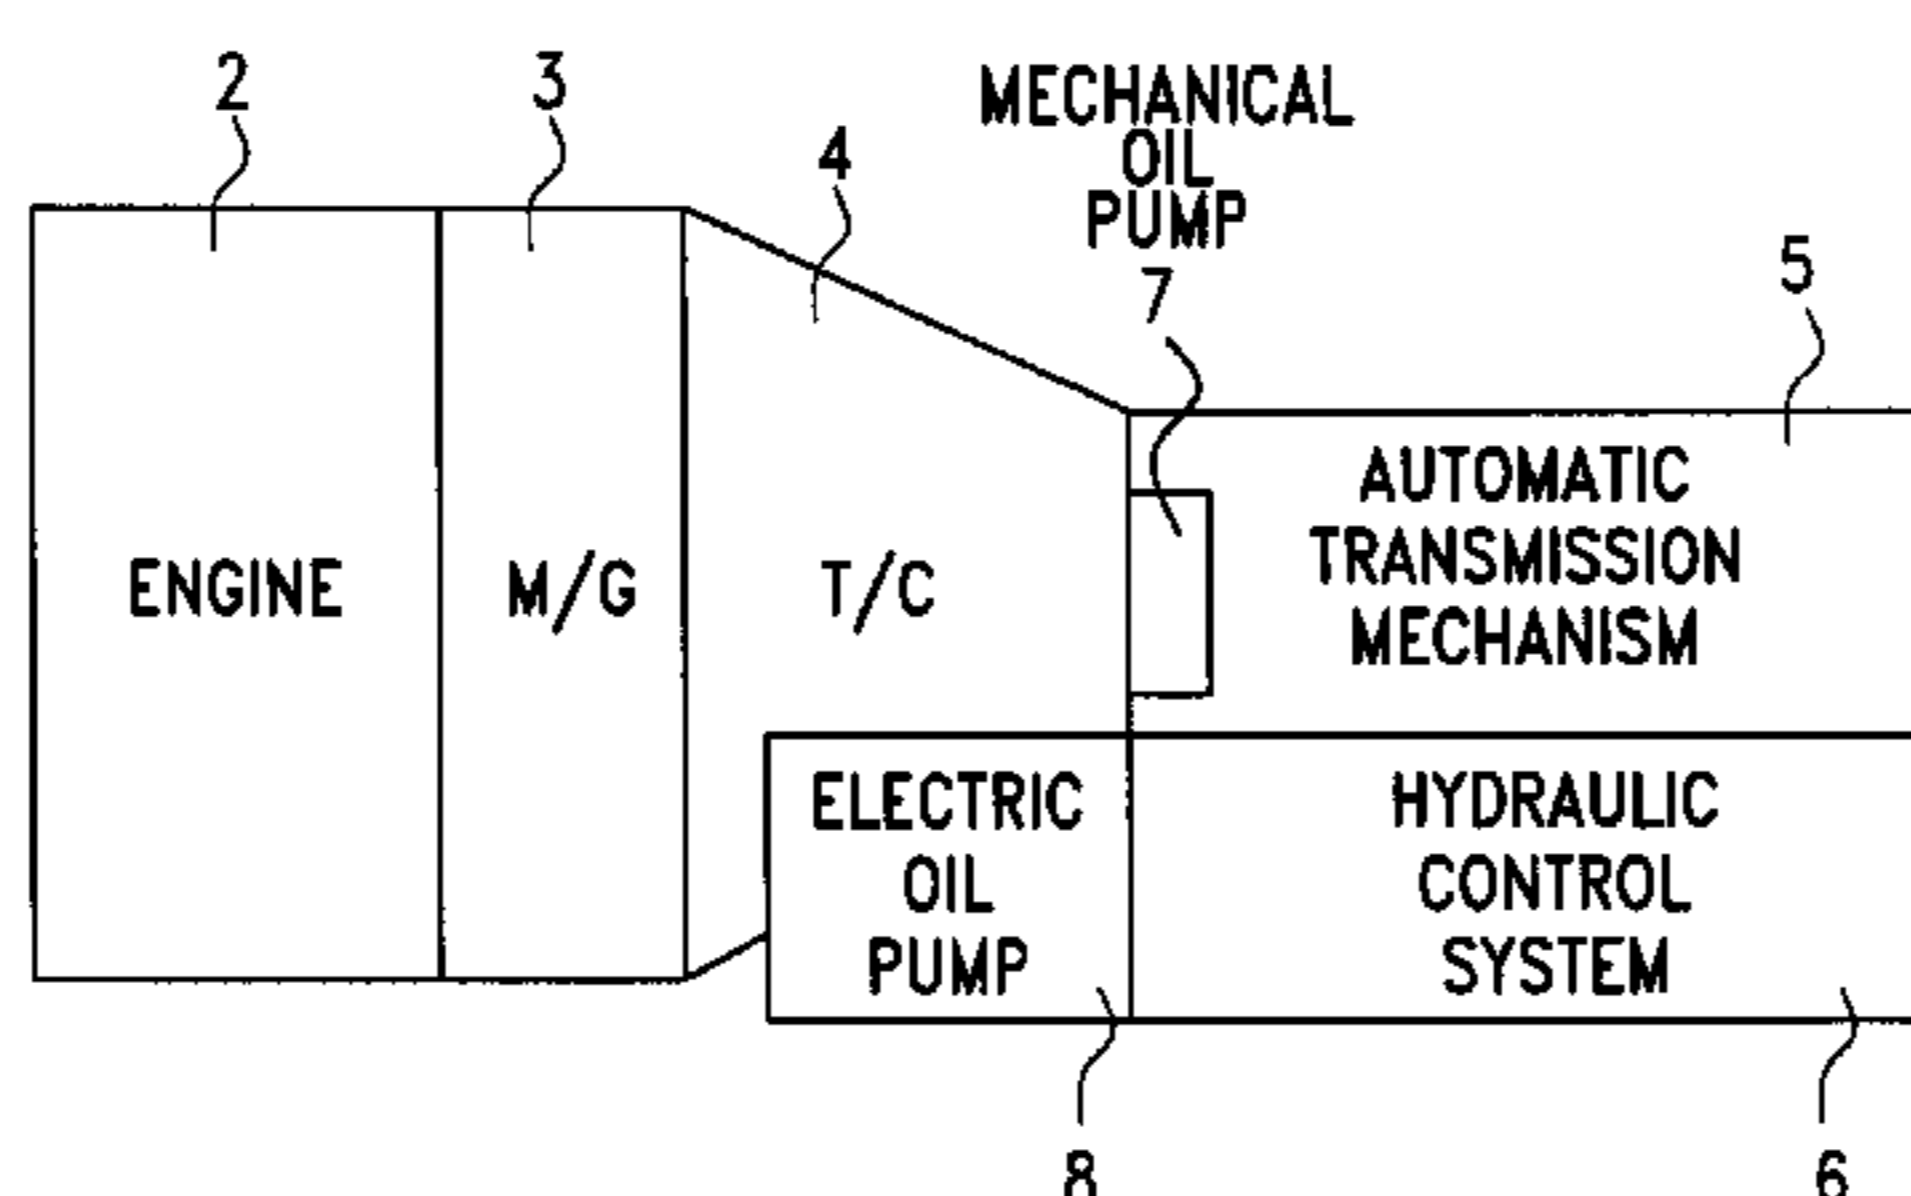 2
3
4
MECHANICAL
OIL
PUMP
7
5
ENGINE
M/G
T/C
AUTOMATIC
TRANSMISSION
MECHANISM
ELECTRIC
OIL
PUMP
HYDRAULIC
CONTROL
SYSTEM
8
6